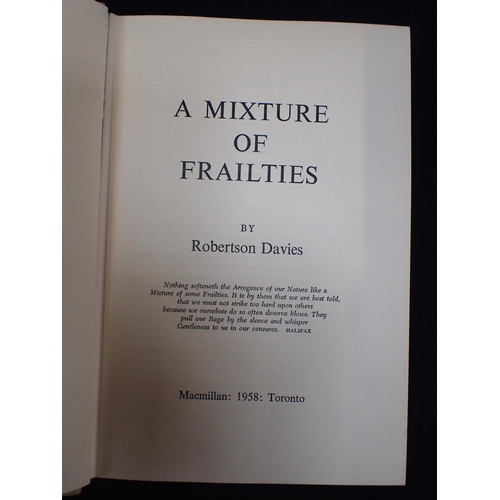 A MIXTURE
OF
FRAILTIES
BY
Robertson Davies
Nothing softeneth the Arrogance of our Nature like a
Mixture of some Frailties. It is by them that we are best told,
that we must not strike too hard upon others
because we ourselves do so often deserve blows. They
pull our Rage by the sleeve and whisper
Gentleness to us in our censures. HALIFAX
Macmillan: 1958: Toronto